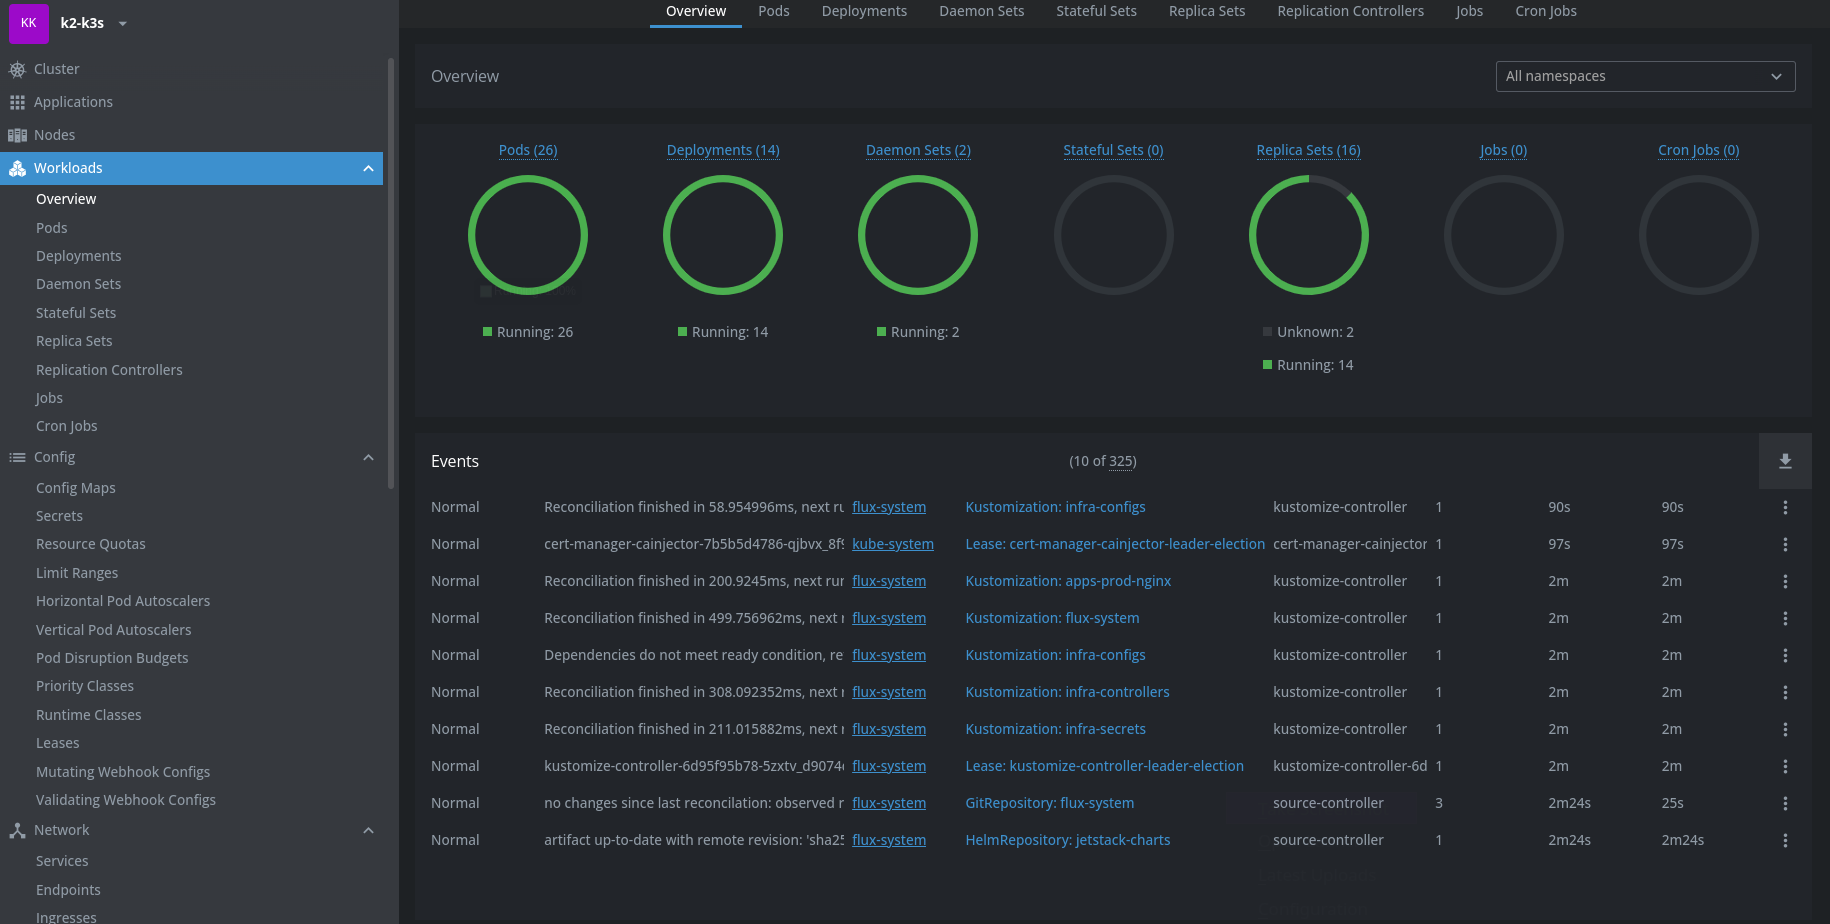 KK k2-k3s
Cluster
Applications
Nodes
Workloads
Overview
Pods
Deployments
Daemon Sets
Stateful Sets
Replica Sets
Replication Controllers
Jobs
Cron Jobs
Config
Config Maps
Secrets
Resource Quotas
Limit Ranges
Horizontal Pod Autoscalers
Vertical Pod Autoscalers
Pod Disruption Budgets
Priority Classes
Runtime Classes
Leases
Mutating Webhook Configs
Validating Webhook Configs
Network
Services
Endpoints
Ingresses
Overview Pods Deployments Daemon Sets Stateful Sets Replica Sets Replication Controllers Jobs Cron Jobs
Overview All namespaces
Pods (26) Deployments (14) Daemon Sets (2) Stateful Sets (0) Replica Sets (16) Jobs (0) Cron Jobs (0)
Running: 26 Running: 14 Running: 2 Unknown: 2
Running: 14
Events (10 of 325)
Normal Reconciliation finished in 58.954996ms, next ru flux-system Kustomization: infra-configs kustomize-controller 1 90s 90s
Normal cert-manager-cainjector-7b5b5d4786-qjbvx_8f9 kube-system Lease: cert-manager-cainjector-leader-election cert-manager-cainjector 1 97s 97s
Normal Reconciliation finished in 200.9245ms, next run flux-system Kustomization: apps-prod-nginx kustomize-controller 1 2m 2m
Normal Reconciliation finished in 499.756962ms, next r flux-system Kustomization: flux-system kustomize-controller 1 2m 2m
Normal Dependencies do not meet ready condition, re flux-system Kustomization: infra-configs kustomize-controller 1 2m 2m
Normal Reconciliation finished in 308.092352ms, next r flux-system Kustomization: infra-controllers kustomize-controller 1 2m 2m
Normal Reconciliation finished in 211.015882ms, next r flux-system Kustomization: infra-secrets kustomize-controller 1 2m 2m
Normal kustomize-controller-6d95f95b78-5zxtv_d9074 flux-system Lease: kustomize-controller-leader-election kustomize-controller-6d 1 2m 2m
Normal no changes since last reconciliation: observed r flux-system GitRepository: flux-system source-controller 3 2m24s 25s
Normal artifact up-to-date with remote revision: 'sha25 flux-system HelmRepository: jetstack-charts source-controller 1 2m24s 2m24s